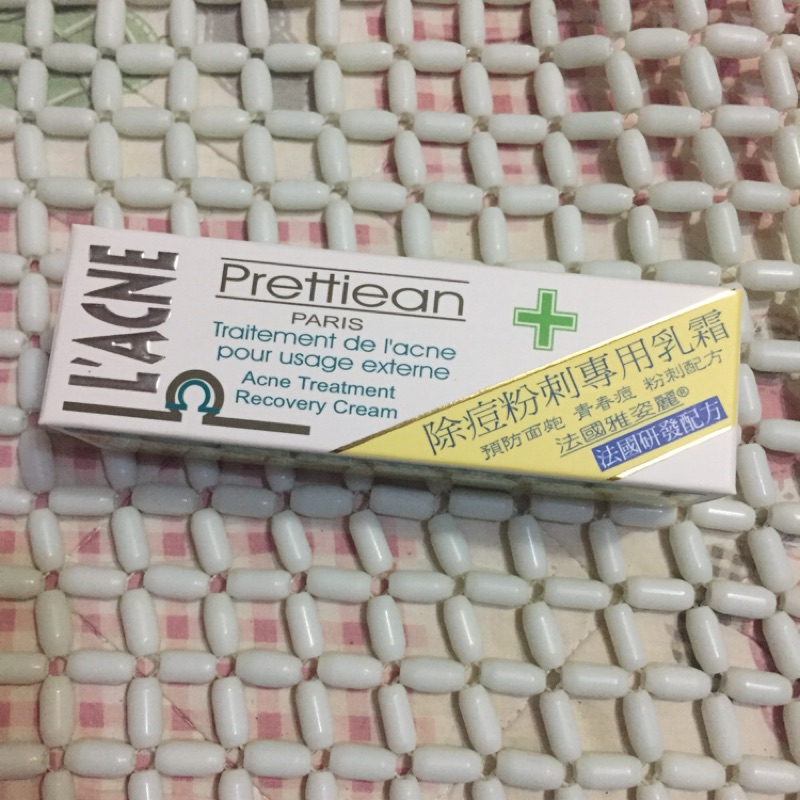 L'ACNE
Prettiean
PARIS
Traitement de l'acne
pour usage externe
Acne Treatment
Recovery Cream
除痘粉刺專用乳霜
預防面皰 青春痘 粉刺配方
法國雅姿麗®
法國研發配方